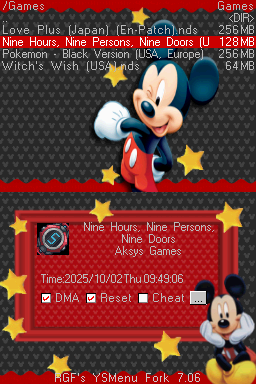 /Games Games
.. <DIR>
Love Plus (Japan) (En-Patch).nds 256MB
Nine Hours, Nine Persons, Nine Doors (U 128MB
Pokemon - Black Version (USA, Europe) 256MB
Witch's Wish (USA).nds 64MB
Nine Hours, Nine Persons,
Nine Doors
Aksys Games
Time:2025/10/02Thu09:49:06
DMA Reset Cheat ...
RGF's YSMenu Fork 7.06